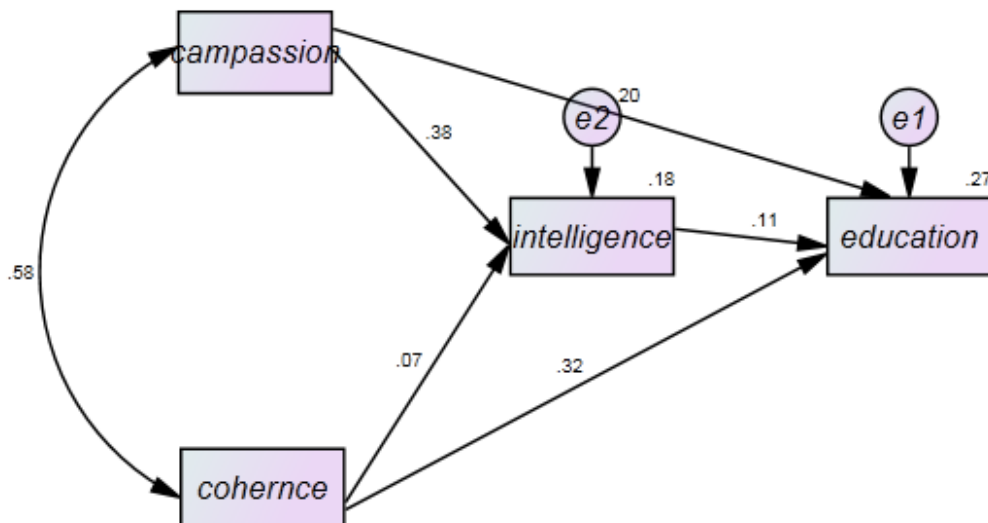 campassion
20
e2
e1
.38
.18
.27
intelligence
.11
education
.58
.07
.32
cohernce